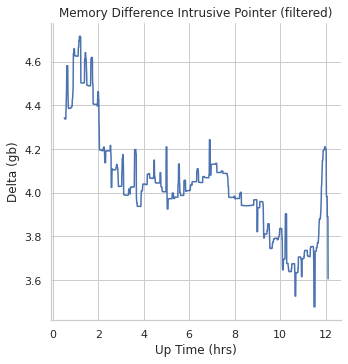 Memory Difference Intrusive Pointer (filtered)
4.6
4.4
4.2
4.0
3.8
3.6
Delta (gb)
0 2 4 6 8 10 12
Up Time (hrs)